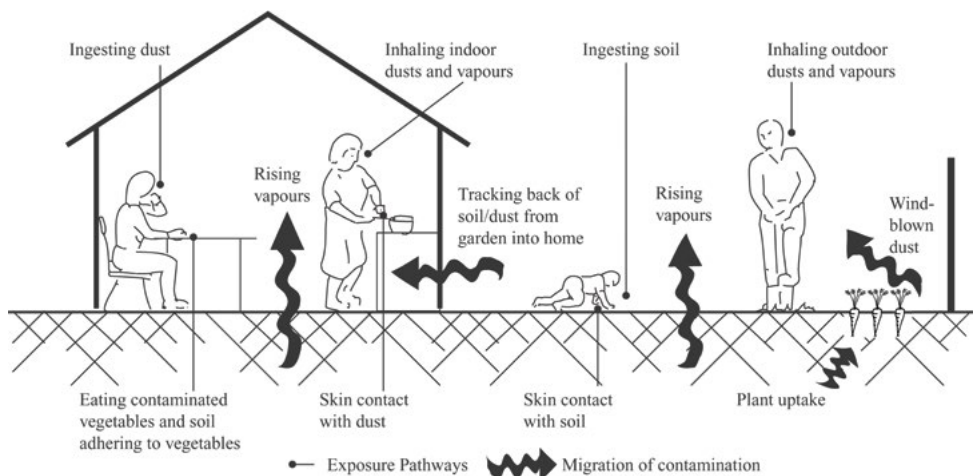 Ingesting dust
Inhaling indoor
dusts and vapours
Ingesting soil
Inhaling outdoor
dusts and vapours
Rising
vapours
Tracking back of
soil/dust from
garden into home
Rising
vapours
Wind-
blown
dust
Eating contaminated
vegetables and soil
adhering to vegetables
Skin contact
with dust
Skin contact
with soil
Plant uptake
Exposure Pathways
Migration of contamination